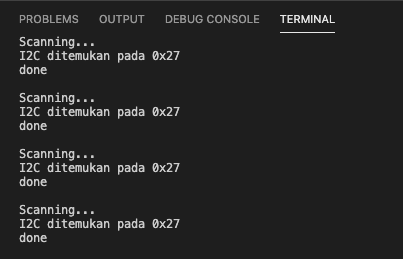 PROBLEMS OUTPUT DEBUG CONSOLE TERMINAL
Scanning...
I2C ditemukan pada 0x27
done
Scanning...
I2C ditemukan pada 0x27
done
Scanning...
I2C ditemukan pada 0x27
done
Scanning...
I2C ditemukan pada 0x27
done